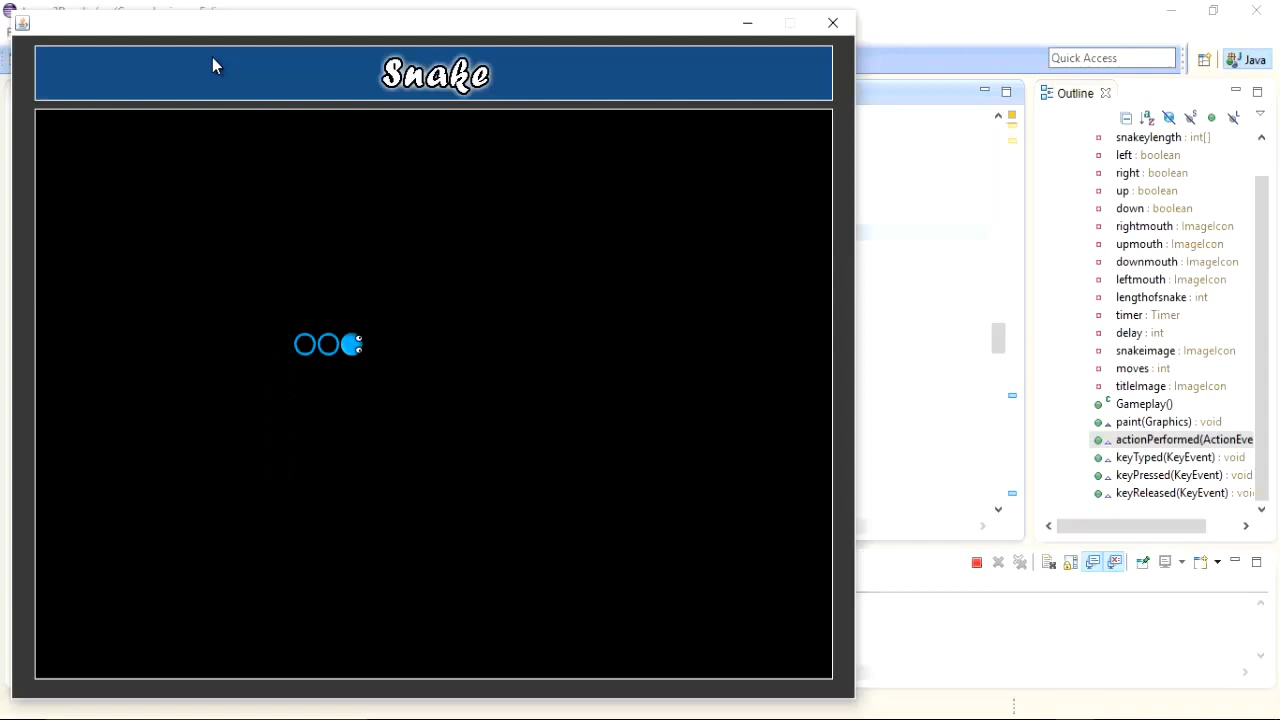 Snake
Quick Access
Java
Outline
snakeylength : int[]
left : boolean
right : boolean
up : boolean
down : boolean
rightmouth : ImageIcon
upmouth : ImageIcon
downmouth : ImageIcon
leftmouth : ImageIcon
lengthofsnake : int
timer : Timer
delay : int
snakeimage : ImageIcon
moves : int
titleImage : ImageIcon
Gameplay()
paint(Graphics) : void
actionPerformed(ActionEve
keyTyped(KeyEvent) : void
keyPressed(KeyEvent) : void
keyReleased(KeyEvent) : voi